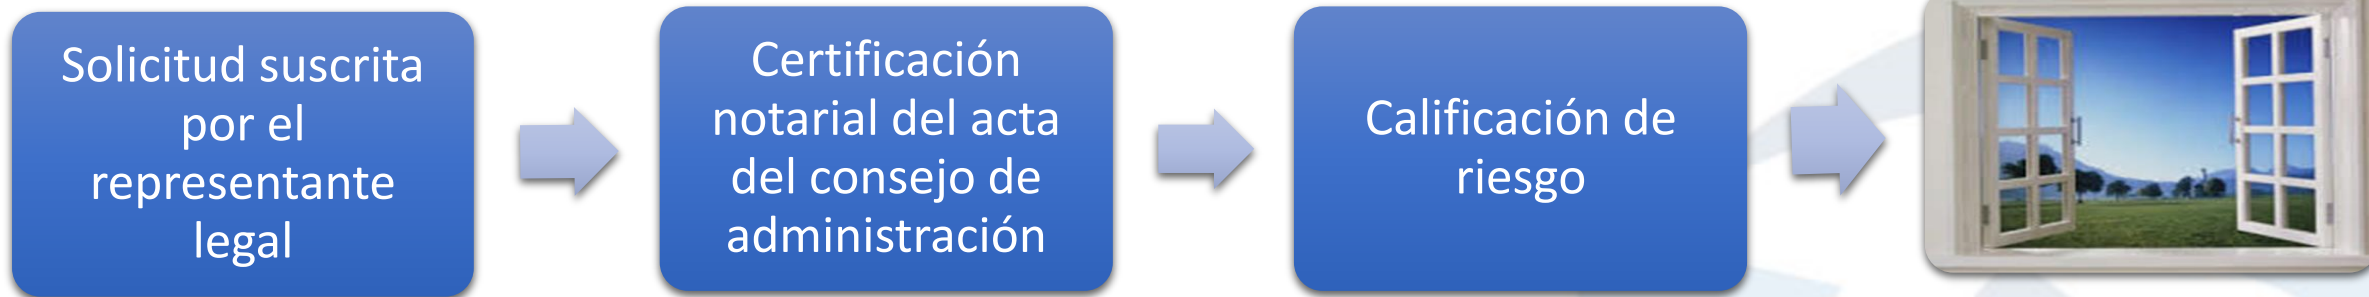 Solicitud suscrita
por el
representante
legal
Certificación
notarial del acta
del consejo de
administración
Calificación de
riesgo